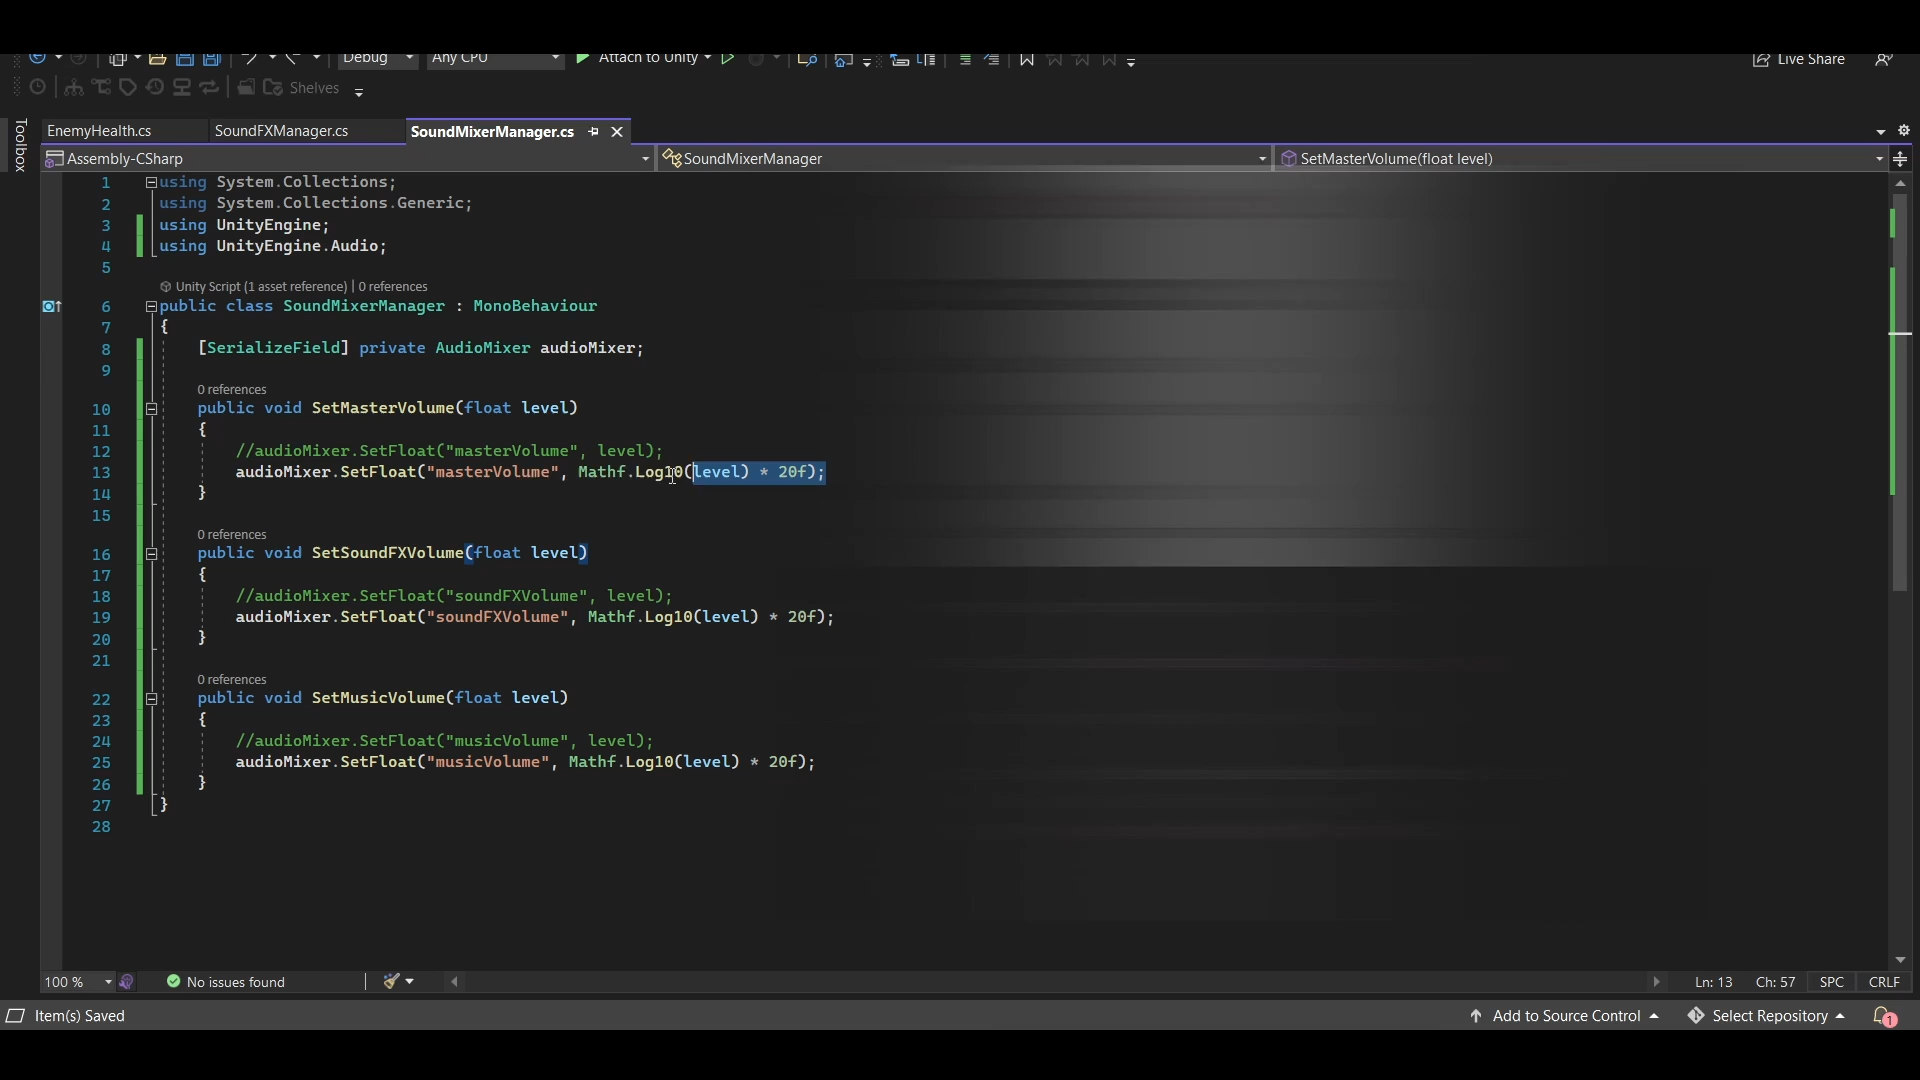 Debug Any CPU Attach to Unity Live Share
Shelves
Toolbox
EnemyHealth.cs SoundFXManager.cs SoundMixerManager.cs
Assembly-CSharp SoundMixerManager SetMasterVolume(float level)
1 using System.Collections;
2 using System.Collections.Generic;
3 using UnityEngine;
4 using UnityEngine.Audio;
5
Unity Script (1 asset reference) | 0 references
6 public class SoundMixerManager : MonoBehaviour
7 {
8 [SerializeField] private AudioMixer audioMixer;
9
0 references
10 public void SetMasterVolume(float level)
11 {
12 //audioMixer.SetFloat("masterVolume", level);
13 audioMixer.SetFloat("masterVolume", Mathf.Log10(level) * 20f);
14 }
15
0 references
16 public void SetSoundFXVolume(float level)
17 {
18 //audioMixer.SetFloat("soundFXVolume", level);
19 audioMixer.SetFloat("soundFXVolume", Mathf.Log10(level) * 20f);
20 }
21
0 references
22 public void SetMusicVolume(float level)
23 {
24 //audioMixer.SetFloat("musicVolume", level);
25 audioMixer.SetFloat("musicVolume", Mathf.Log10(level) * 20f);
26 }
27 }
28
100 % No issues found Ln: 13 Ch: 57 SPC CRLF
Item(s) Saved Add to Source Control Select Repository 1